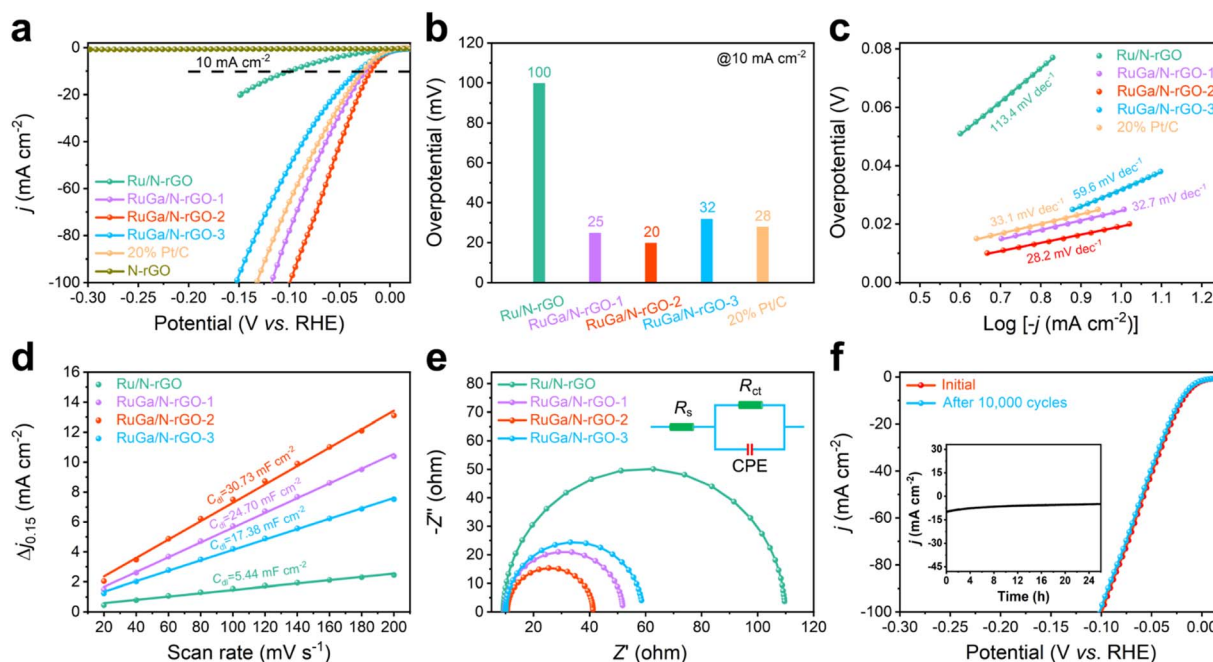 a
j (mA cm⁻²)
0
-20
-40
-60
-80
-100
10 mA cm⁻²
Ru/N-rGO
RuGa/N-rGO-1
RuGa/N-rGO-2
RuGa/N-rGO-3
20% Pt/C
N-rGO
-0.30 -0.25 -0.20 -0.15 -0.10 -0.05 0.00
Potential (V vs. RHE)
b
Overpotential (mV)
120
100
80
60
40
20
0
@10 mA cm⁻²
100
25
20
32
28
Ru/N-rGO
RuGa/N-rGO-1
RuGa/N-rGO-2
RuGa/N-rGO-3
20% Pt/C
c
Overpotential (V)
0.08
0.06
0.04
0.02
0.00
Ru/N-rGO
RuGa/N-rGO-1
RuGa/N-rGO-2
RuGa/N-rGO-3
20% Pt/C
113.4 mV dec⁻¹
59.6 mV dec⁻¹
33.1 mV dec⁻¹
32.7 mV dec⁻¹
28.2 mV dec⁻¹
0.5 0.6 0.7 0.8 0.9 1.0 1.1 1.2
Log [-j (mA cm⁻²)]
d
Δj₀.₁₅ (mA cm⁻²)
16
14
12
10
8
6
4
2
0
Ru/N-rGO
RuGa/N-rGO-1
RuGa/N-rGO-2
RuGa/N-rGO-3
Cdl=30.73 mF cm⁻²
Cdl=24.70 mF cm⁻²
Cdl=17.38 mF cm⁻²
Cdl=5.44 mF cm⁻²
20 40 60 80 100 120 140 160 180 200
Scan rate (mV s⁻¹)
e
-Z" (ohm)
80
70
60
50
40
30
20
10
0
Ru/N-rGO
RuGa/N-rGO-1
RuGa/N-rGO-2
RuGa/N-rGO-3
Rs
Rct
CPE
20 40 60 80 100 120
Z' (ohm)
f
j (mA cm⁻²)
0
-20
-40
-60
-80
-100
Initial
After 10,000 cycles
j (mA cm⁻²)
30
15
0
-15
-30
-45
0 4 8 12 16 20 24
Time (h)
-0.30 -0.25 -0.20 -0.15 -0.10 -0.05 0.00
Potential (V vs. RHE)